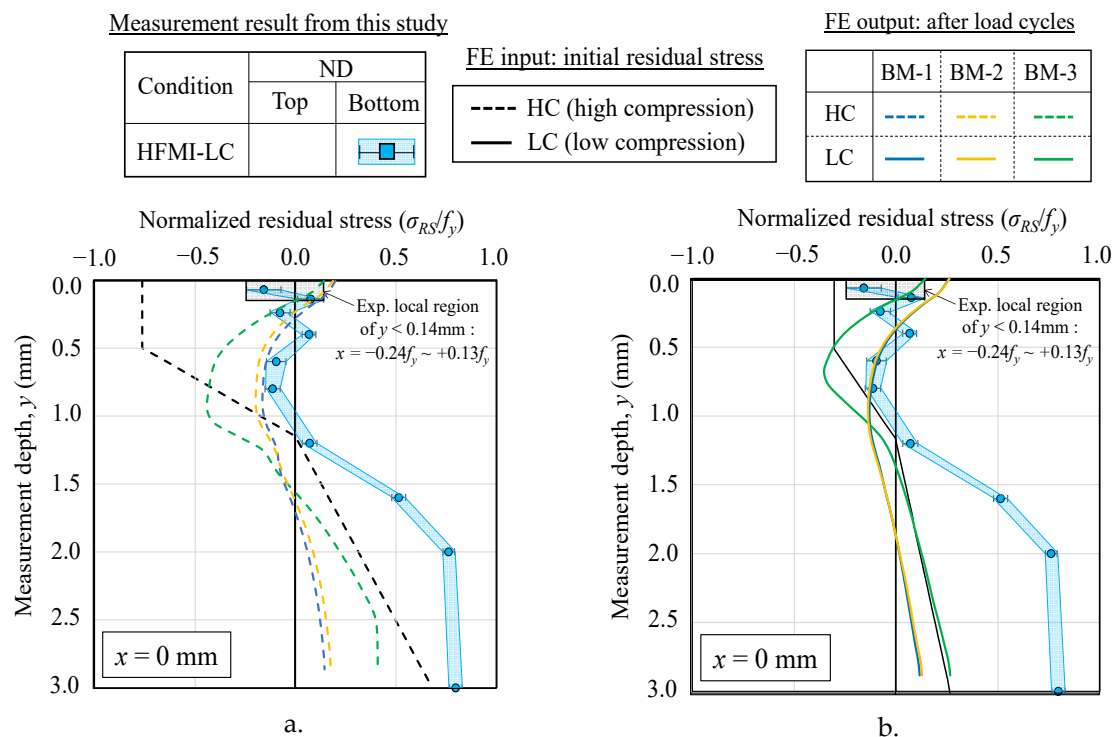 Measurement result from this study
Condition
ND
Top
Bottom
HFMI-LC
FE input: initial residual stress
HC (high compression)
LC (low compression)
FE output: after load cycles
BM-1
BM-2
BM-3
HC
LC
Normalized residual stress (σRS/fy)
−1.0
−0.5
0.0
0.5
1.0
Measurement depth, y (mm)
0.0
0.5
1.0
1.5
2.0
2.5
3.0
Exp. local region
of y < 0.14mm :
x = −0.24fy ~ +0.13fy
x = 0 mm
a.
Normalized residual stress (σRS/fy)
−1.0
−0.5
0.0
0.5
1.0
Measurement depth, y (mm)
0.0
0.5
1.0
1.5
2.0
2.5
3.0
Exp. local region
of y < 0.14mm :
x = −0.24fy ~ +0.13fy
x = 0 mm
b.